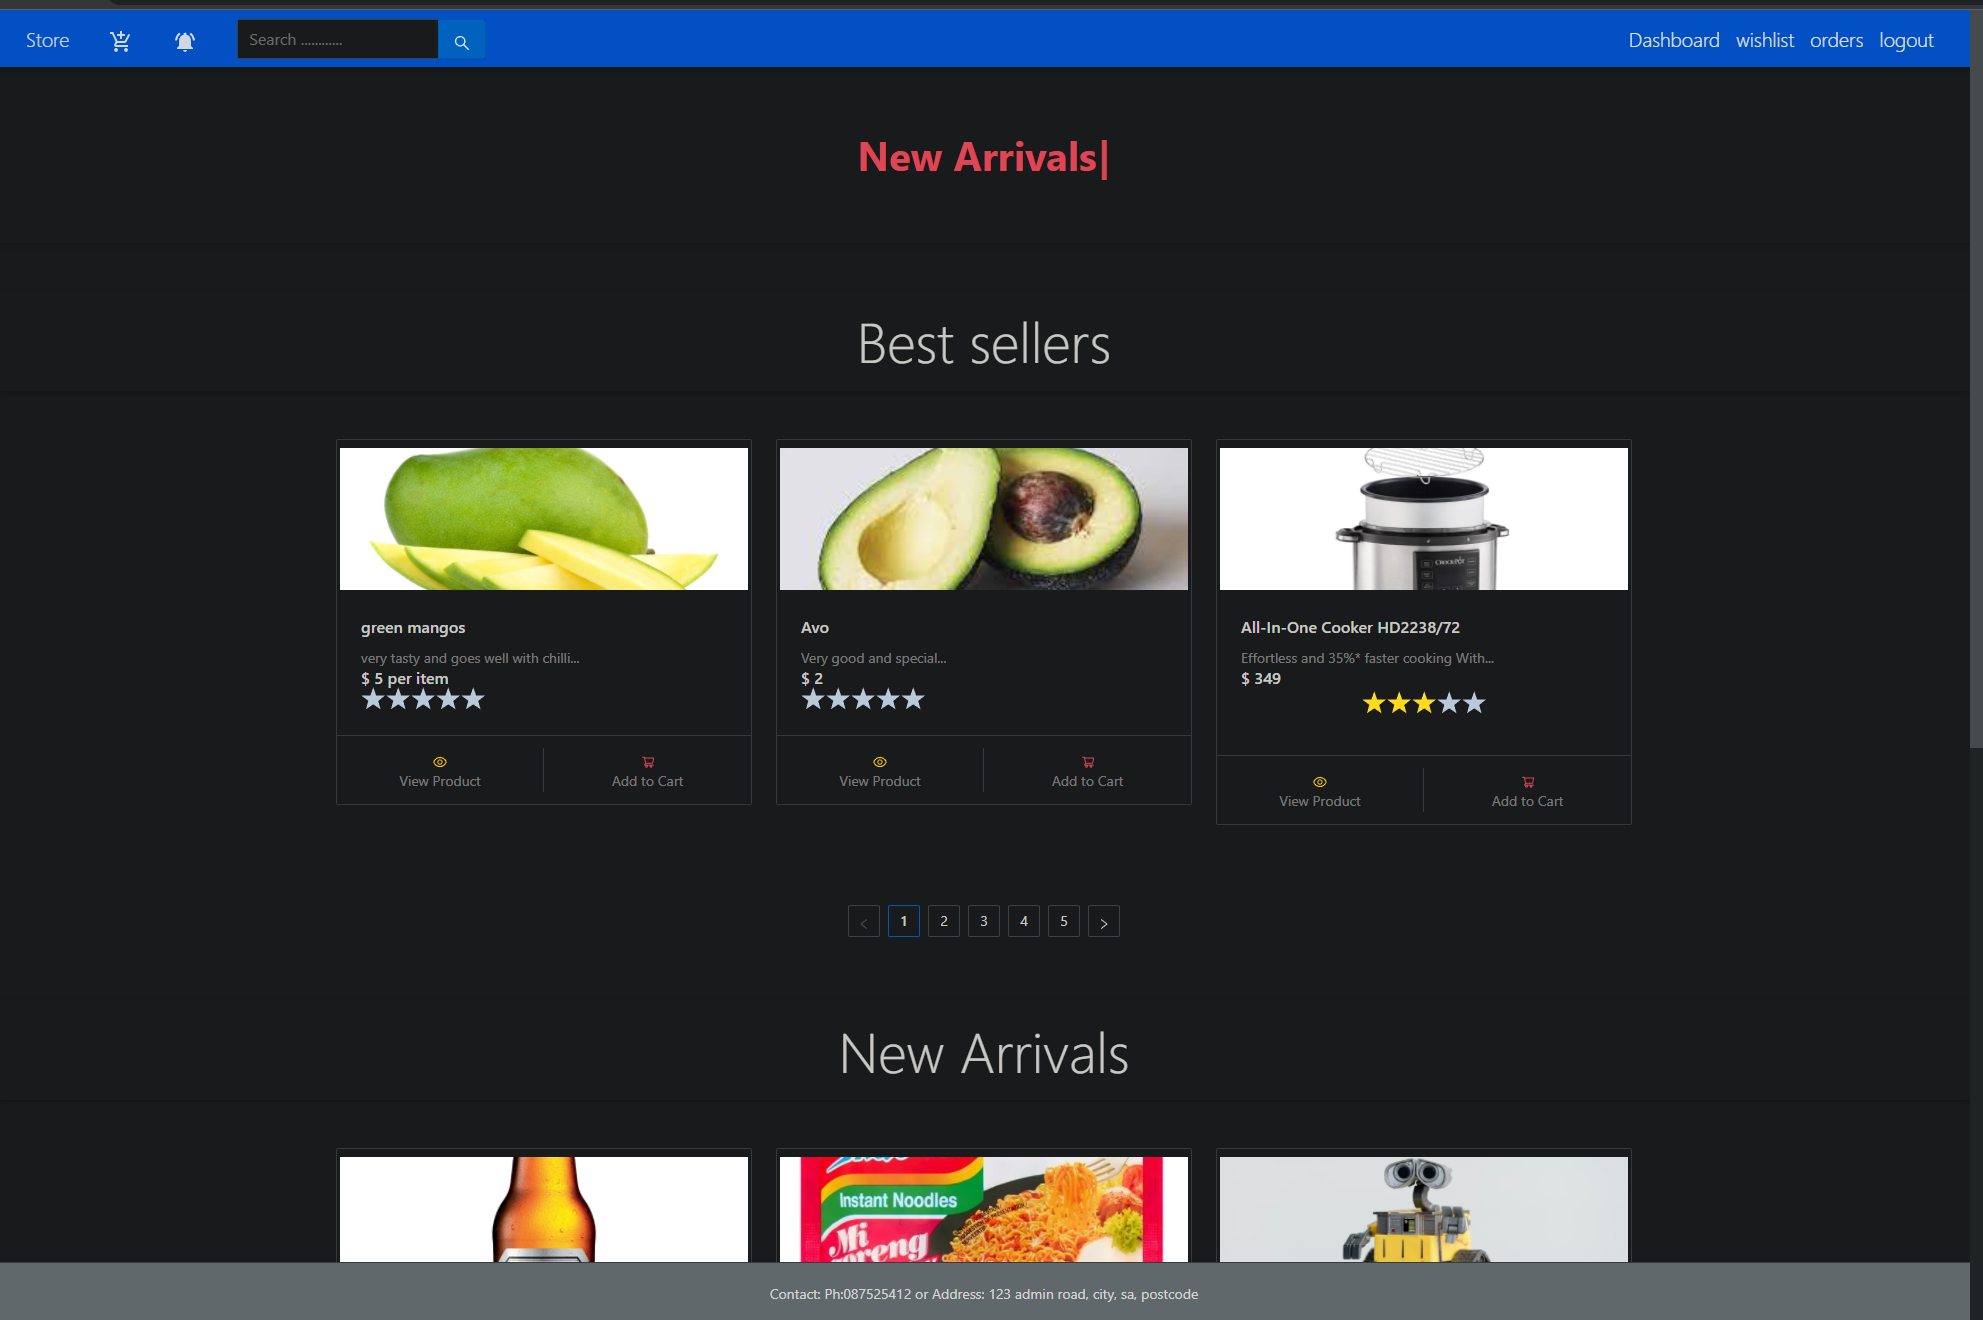 Store
Search ............
Dashboard wishlist orders logout
New Arrivals|
Best sellers
CROCKPOT
green mangos
very tasty and goes well with chilli...
$ 5 per item
View Product
Add to Cart
Avo
Very good and special...
$ 2
View Product
Add to Cart
All-In-One Cooker HD2238/72
Effortless and 35%* faster cooking With...
$ 349
View Product
Add to Cart
< 1 2 3 4 5 >
New Arrivals
Instant Noodles
Mi
goreng
Contact: Ph:087525412 or Address: 123 admin road, city, sa, postcode